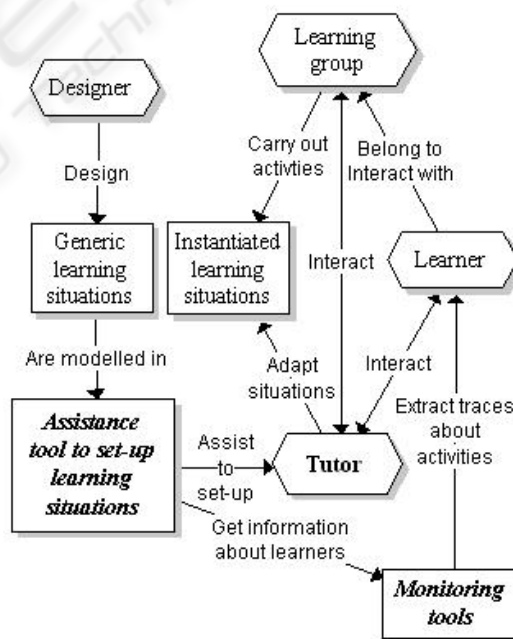 Learning
group
Designer
Carry out
activties
Belong to
Interact with
Design
Generic
learning
situations
Instantiated
learning
situations
Interact
Learner
Are modelled in
Adapt
situations
Interact
Extract traces
about
activities
Assistance
tool to set-up
learning
situations
Assist
to
set-up
Tutor
Get information
about learners
Monitoring
tools